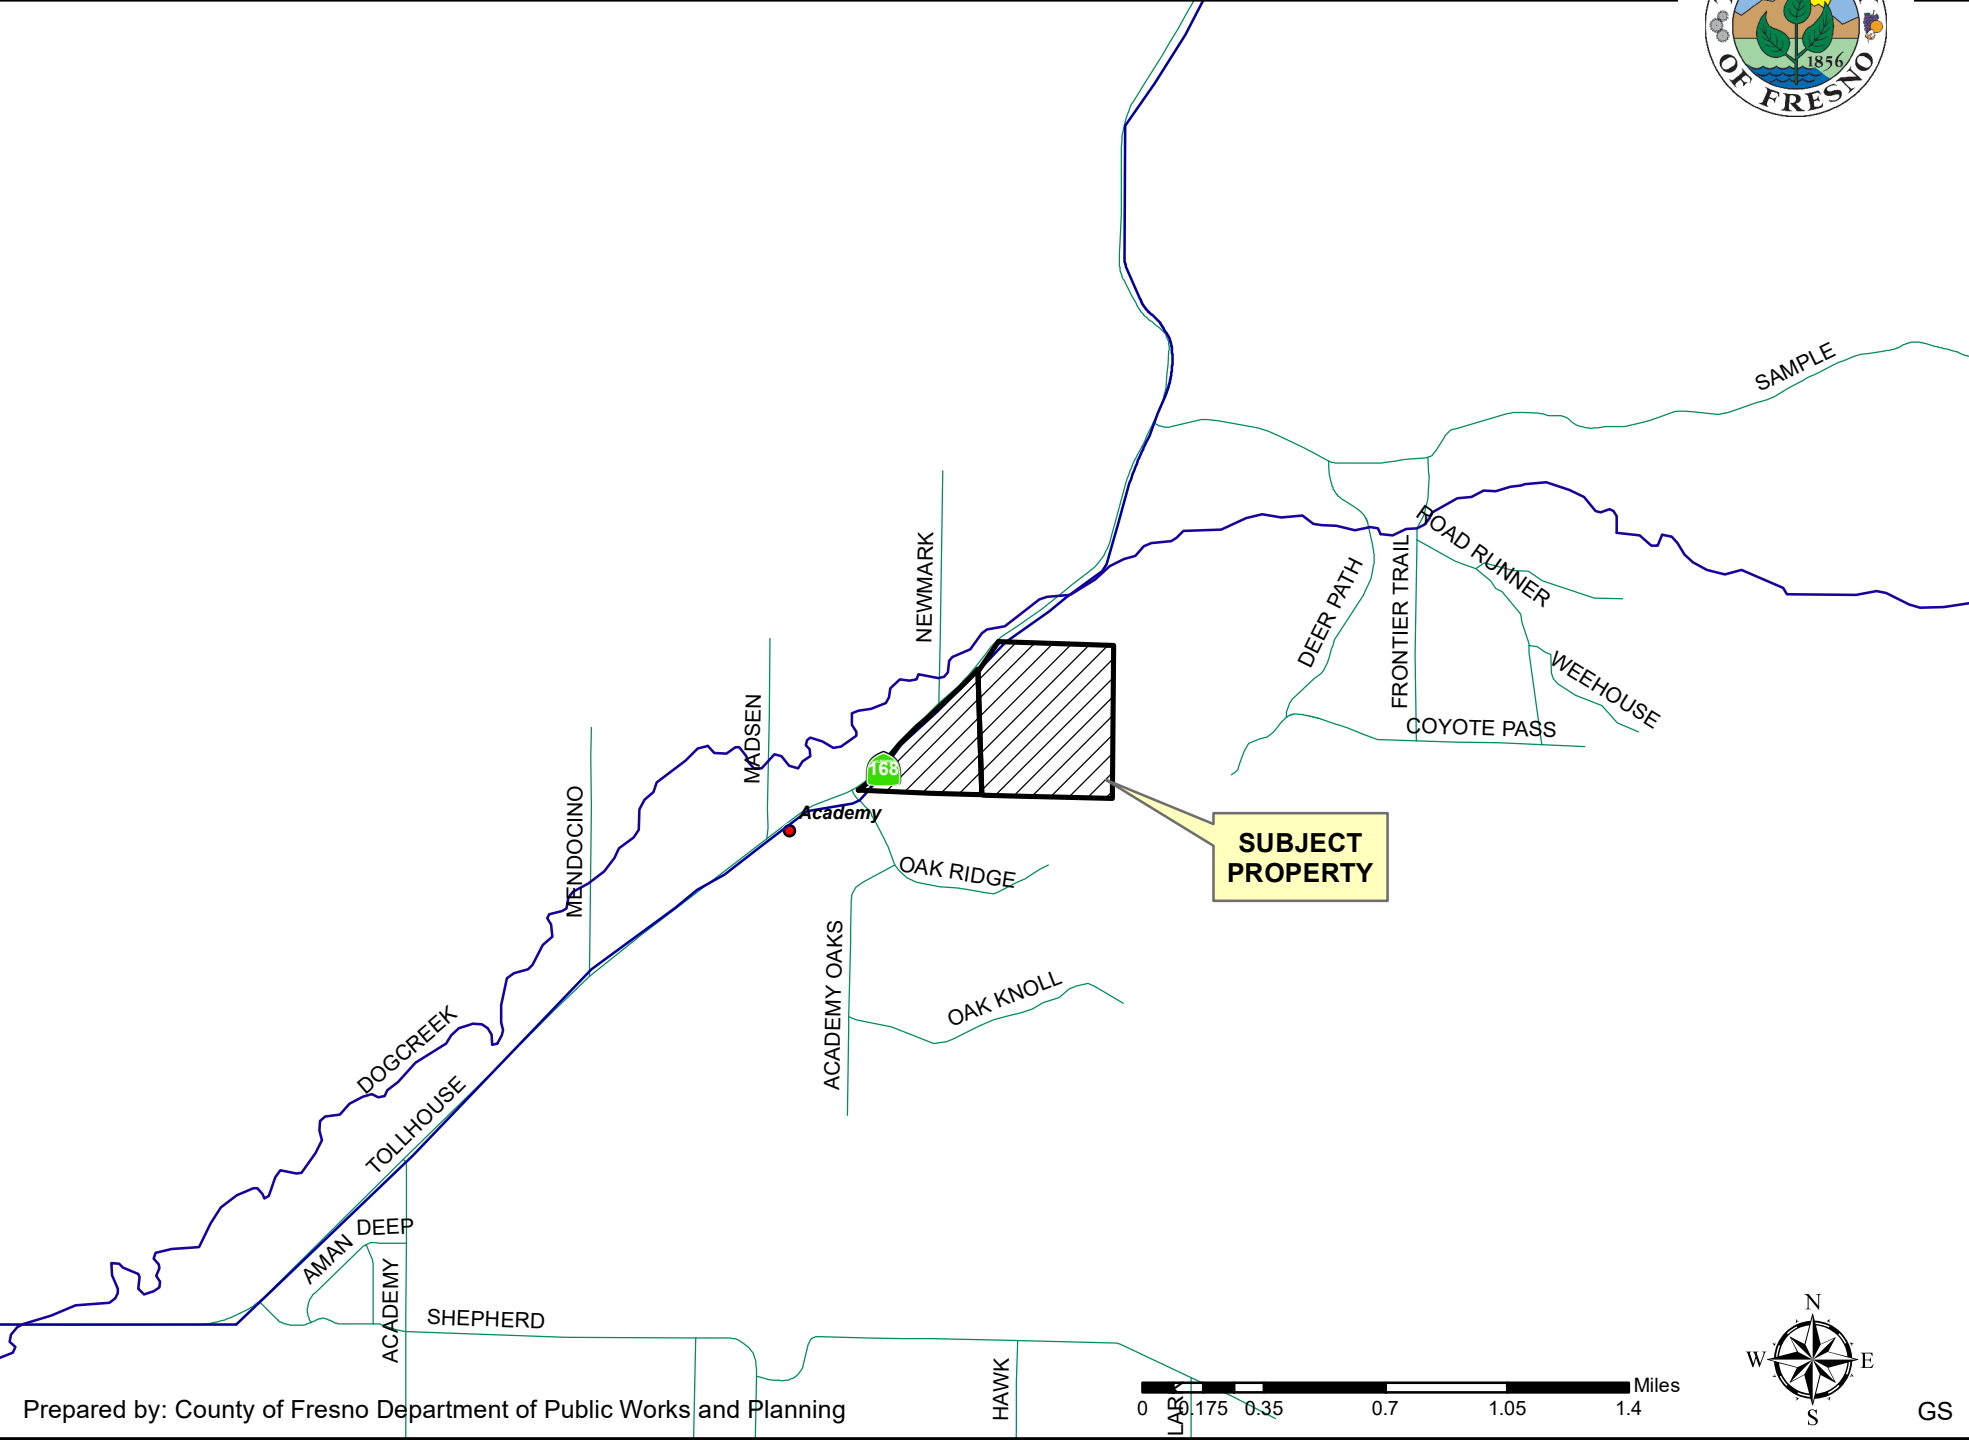 1856
OF FRESNO
SAMPLE
ROAD RUNNER
NEWMARK
DEER PATH
FRONTIER TRAIL
WEEHOUSE
COYOTE PASS
MADSEN
168
Academy
MENDOCINO
SUBJECT
PROPERTY
OAK RIDGE
ACADEMY OAKS
OAK KNOLL
DOGCREEK
TOLLHOUSE
DEEP
AMAN
ACADEMY
SHEPHERD
HAWK
N
W
E
S
Miles
0 0.175 0.35 0.7 1.05 1.4
Prepared by: County of Fresno Department of Public Works and Planning
GS